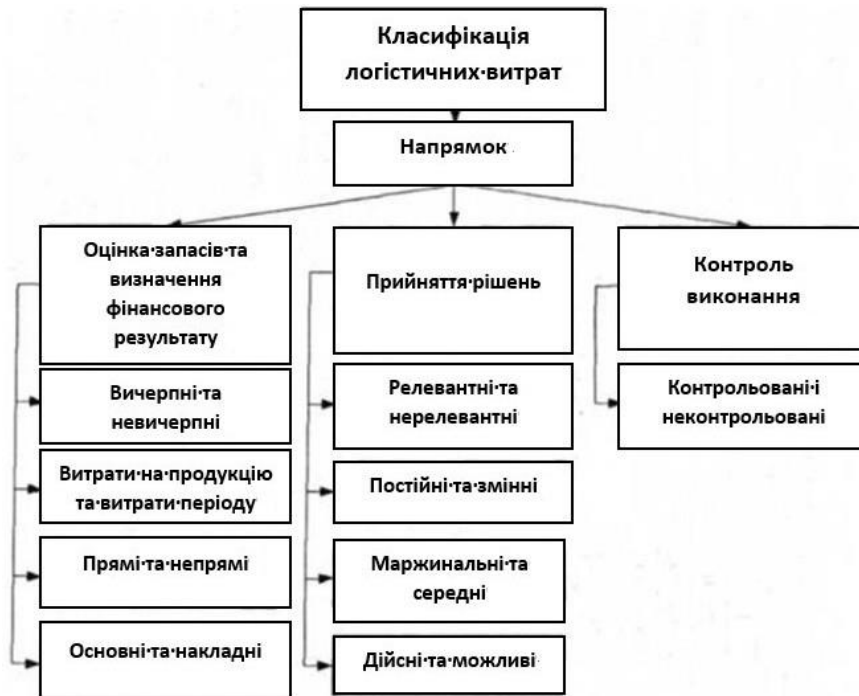 Класифікація
логістичних·витрат
Напрямок
Оцінка·запасів·та
визначення
фінансового
результату
Вичерпні·та
невичерпні
Витрати·на·продукцію
та·витрати·періоду
Прямі·та·непрямі
Основні·та·накладні
Прийняття·рішень
Релевантні·та
нерелевантні
Постійні·та·змінні
Маржинальні·та
середні
Дійсні·та·можливі
Контроль
виконання
Контрольовані·і
неконтрольовані